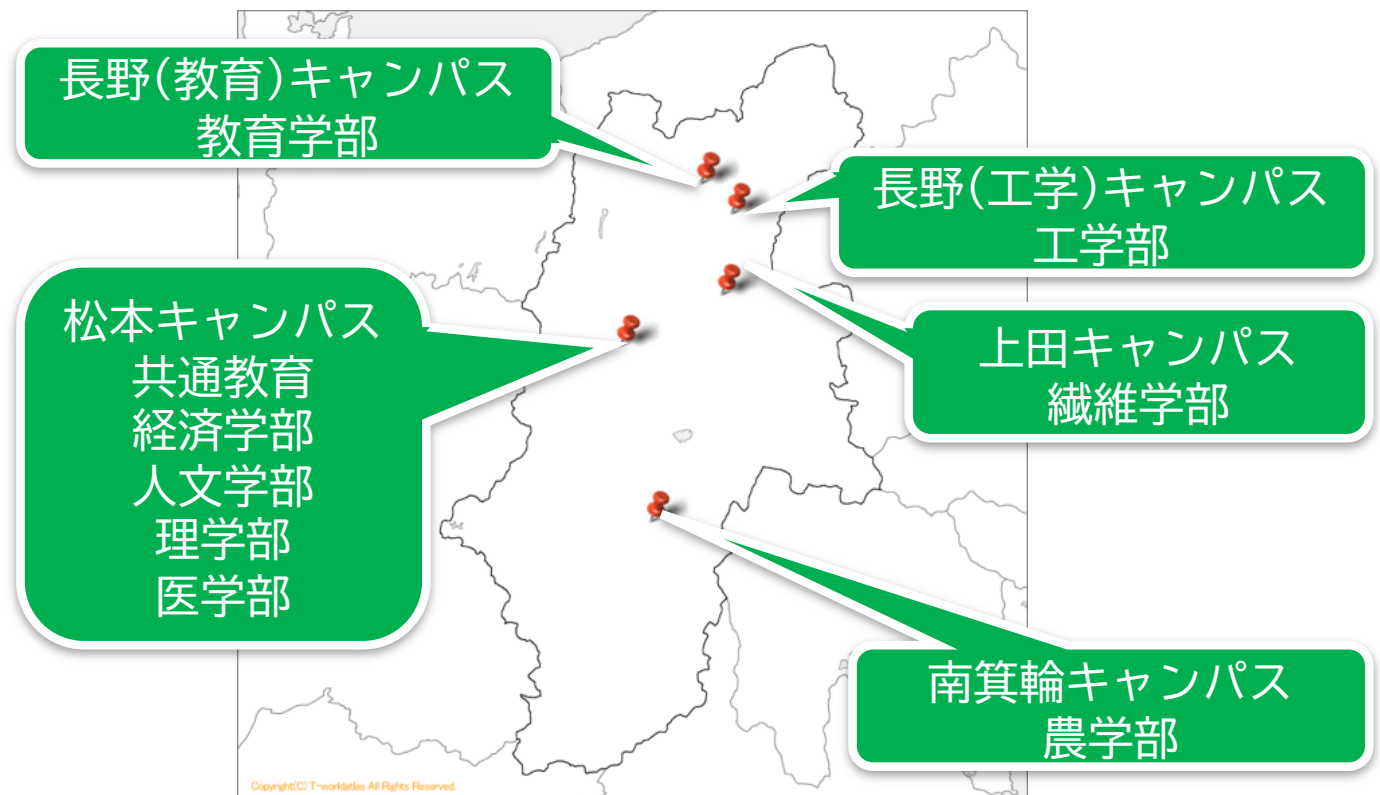 長野(教育)キャンパス
教育学部
長野(工学)キャンパス
工学部
松本キャンパス
共通教育
経済学部
人文学部
理学部
医学部
上田キャンパス
繊維学部
南箕輪キャンパス
農学部
Copyright(C) T-worldatlas All Rights Reserved.